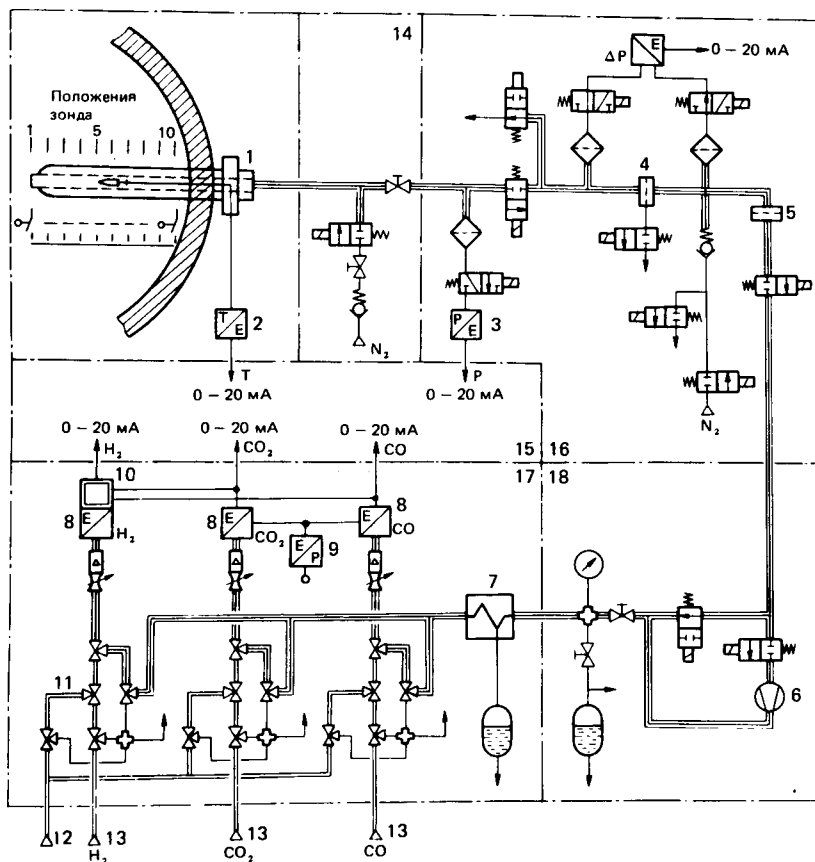 14
ΔP
E
0 – 20 мА
Положения
зонда
1 5 10
1
4
5
T
E
2
P
E
3
N₂
N₂
T
0 – 20 мА
P
0 – 20 мА
0 – 20 мА
H₂
0 – 20 мА
CO₂
0 – 20 мА
CO
15 16
17 18
10
8
E
H₂
8
E
CO₂
E
P
9
8
E
CO
7
11
6
12
13
H₂
13
CO₂
13
CO